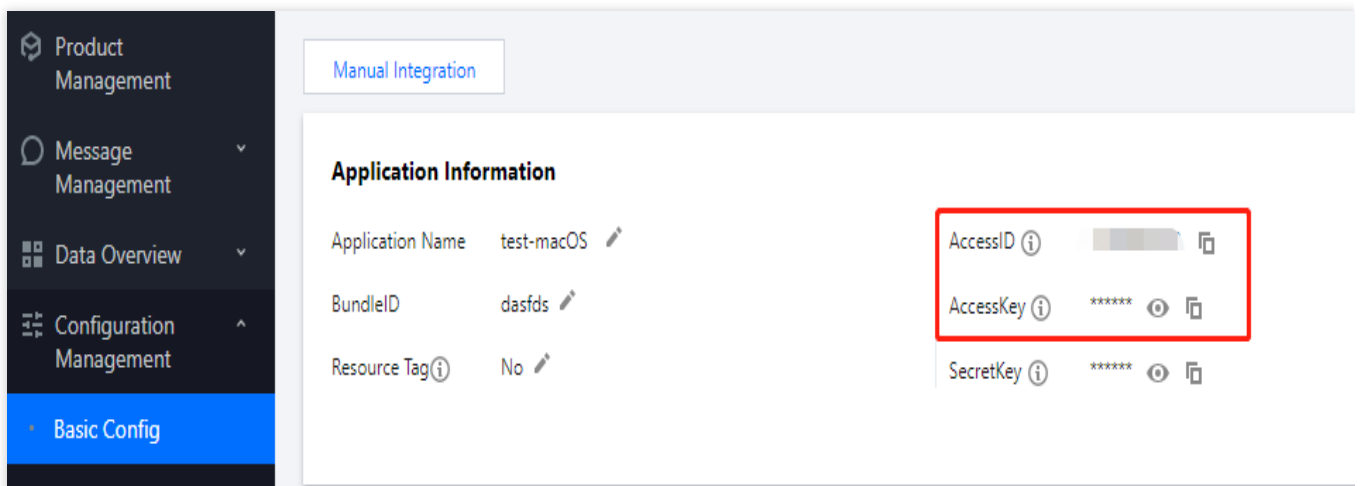 Product
Management
Message
Management
Data Overview
Configuration
Management
Basic Config
Manual Integration
Application Information
Application Name test-macOS
BundleID dasfds
Resource Tag No
AccessID
AccessKey ******
SecretKey ******